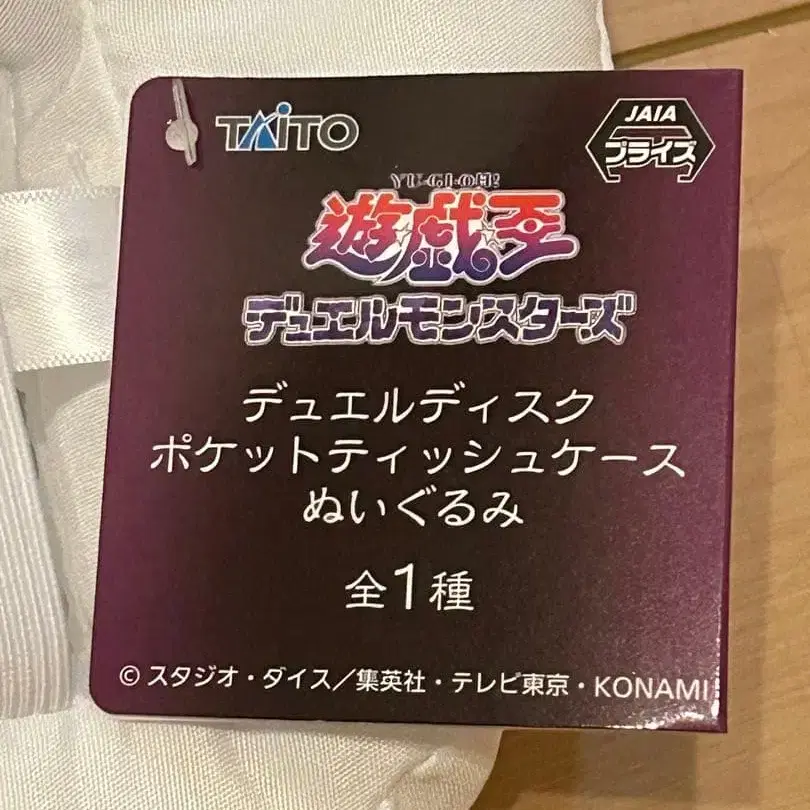 TAITO
JAIA
プライズ
YU-GI-OH!
遊戯王
デュエルモンスターズ
デュエルディスク
ポケットティッシュケース
ぬいぐるみ
全1種
© スタジオ・ダイス／集英社・テレビ東京・KONAMI